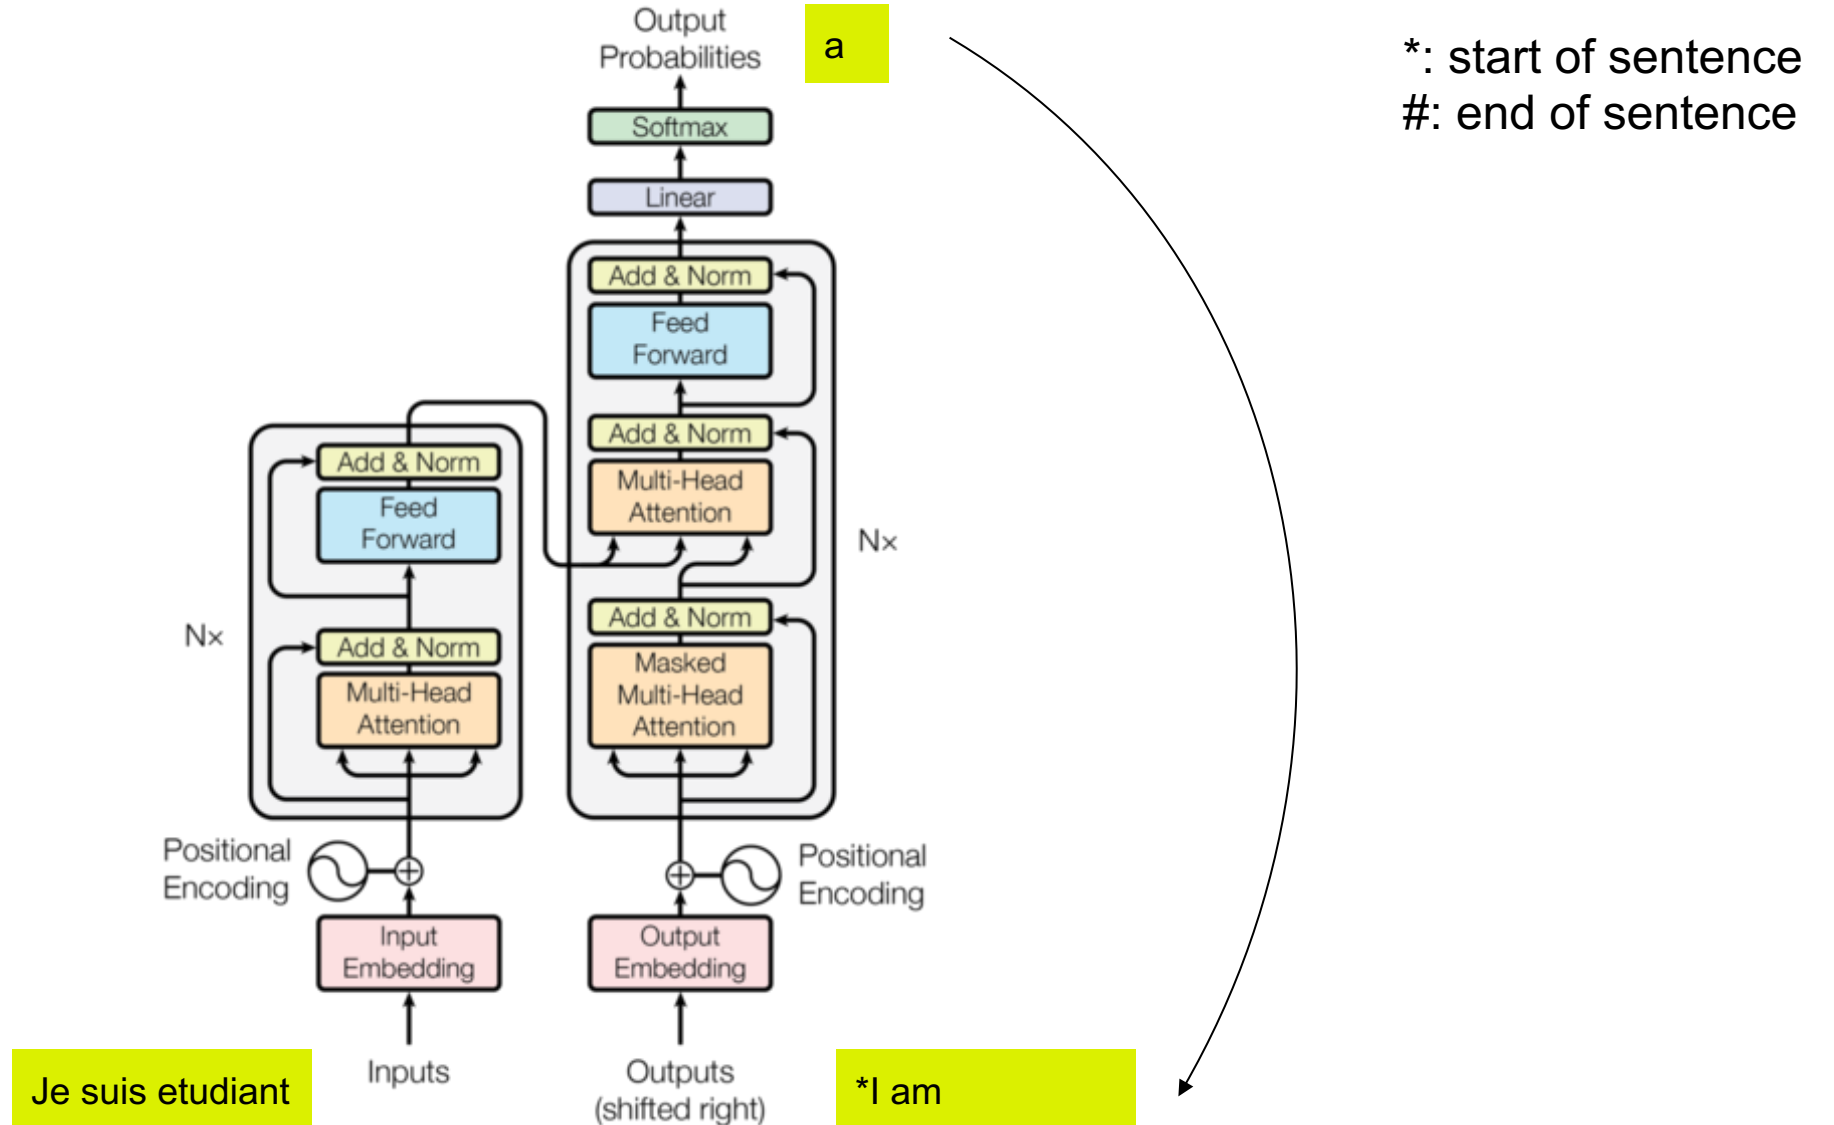 Output
Probabilities
a
*: start of sentence
#: end of sentence
Softmax
Linear
Add & Norm
Feed
Forward
Add & Norm
Multi-Head
Attention
Nx
Add & Norm
Masked
Multi-Head
Attention
Add & Norm
Feed
Forward
Nx
Add & Norm
Multi-Head
Attention
Positional
Encoding
Positional
Encoding
Input
Embedding
Output
Embedding
Je suis etudiant
Inputs
Outputs
(shifted right)
*I am